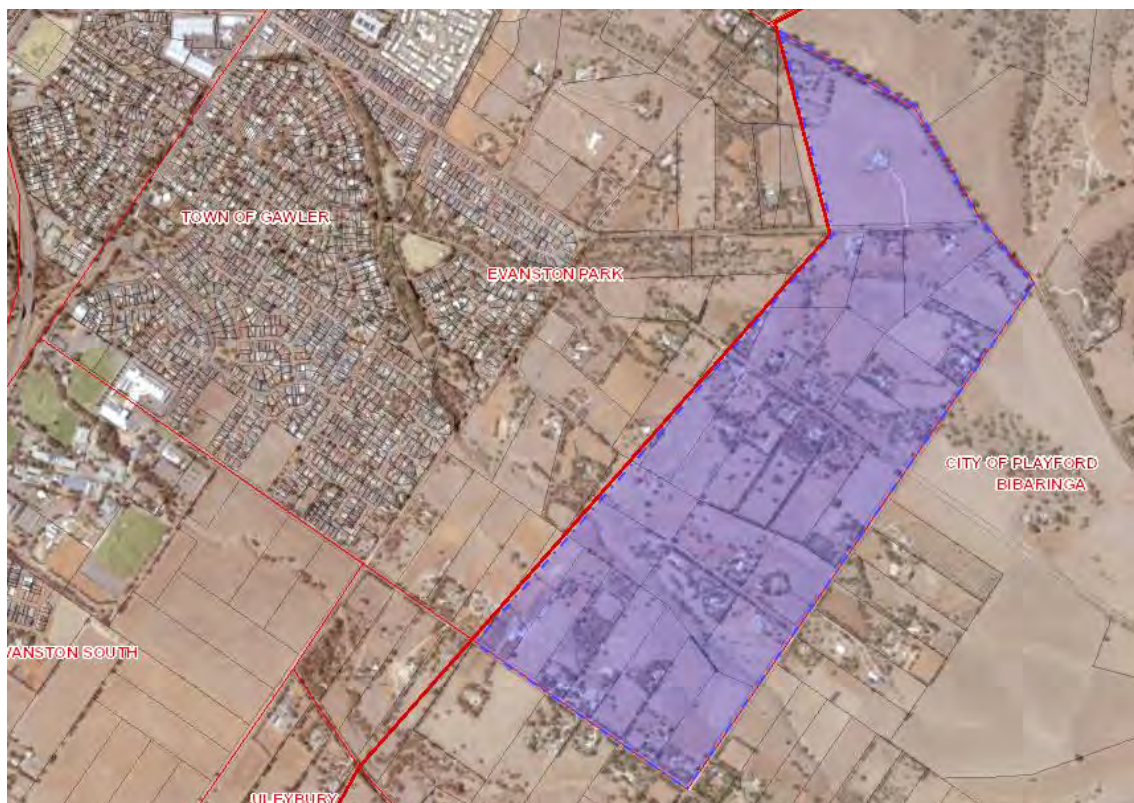 TOWN OF GAWLER
EVANSTON PARK
CITY OF PLAYFORD
BIBARINGA
VANSTON SOUTH
ULEYBURY